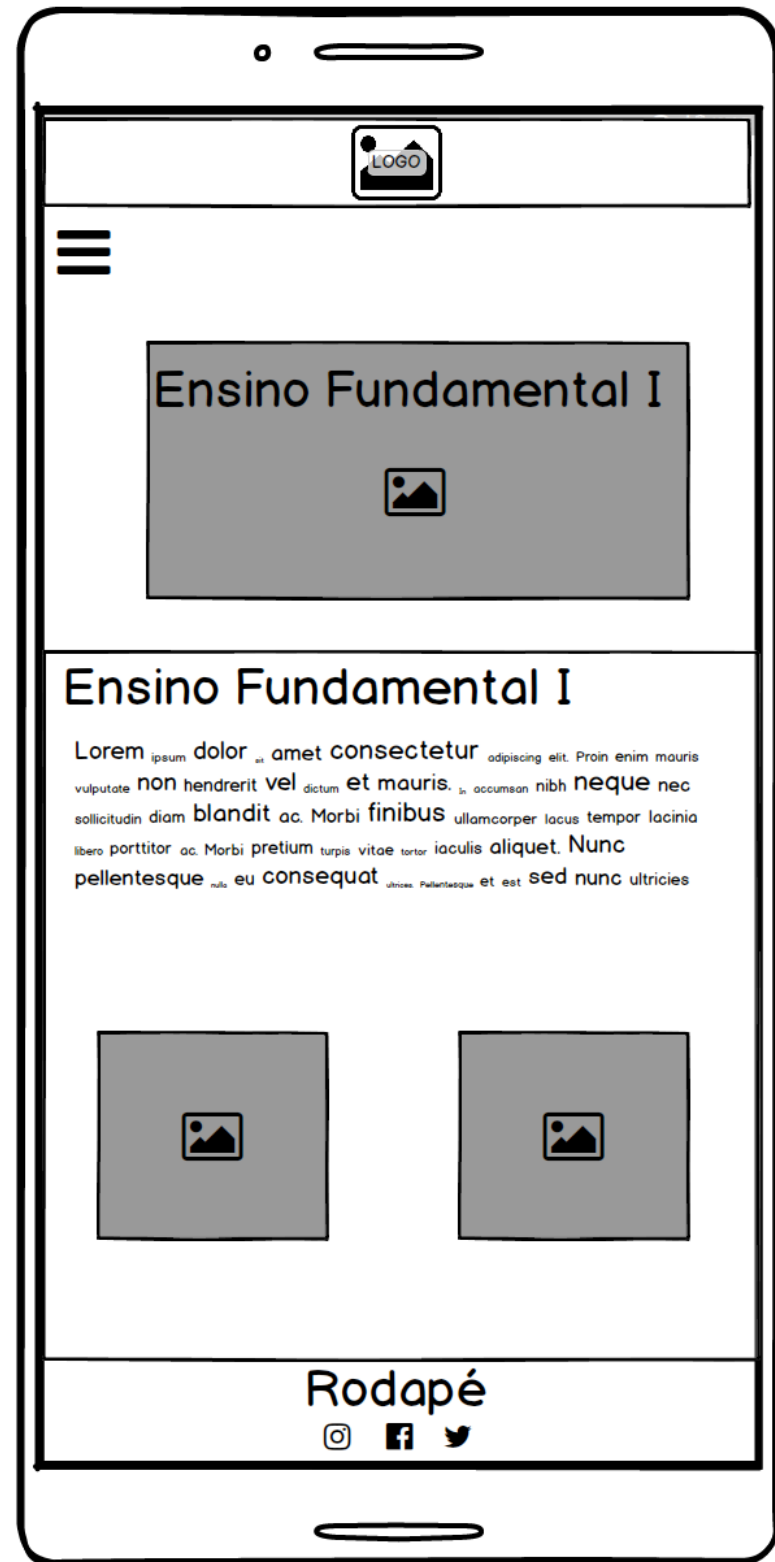 LOGO
Ensino Fundamental I
Ensino Fundamental I
Lorem ipsum dolor sit amet consectetur adipiscing elit. Proin enim mauris
vulputate non hendrerit vel dictum et mauris. In accumsan nibh neque nec
sollicitudin diam blandit ac. Morbi finibus ullamcorper lacus tempor lacinia
libero porttitor ac. Morbi pretium turpis vitae tortor iaculis aliquet. Nunc
pellentesque nulla eu consequat ultrices. Pellentesque et est sed nunc ultricies
Rodapé